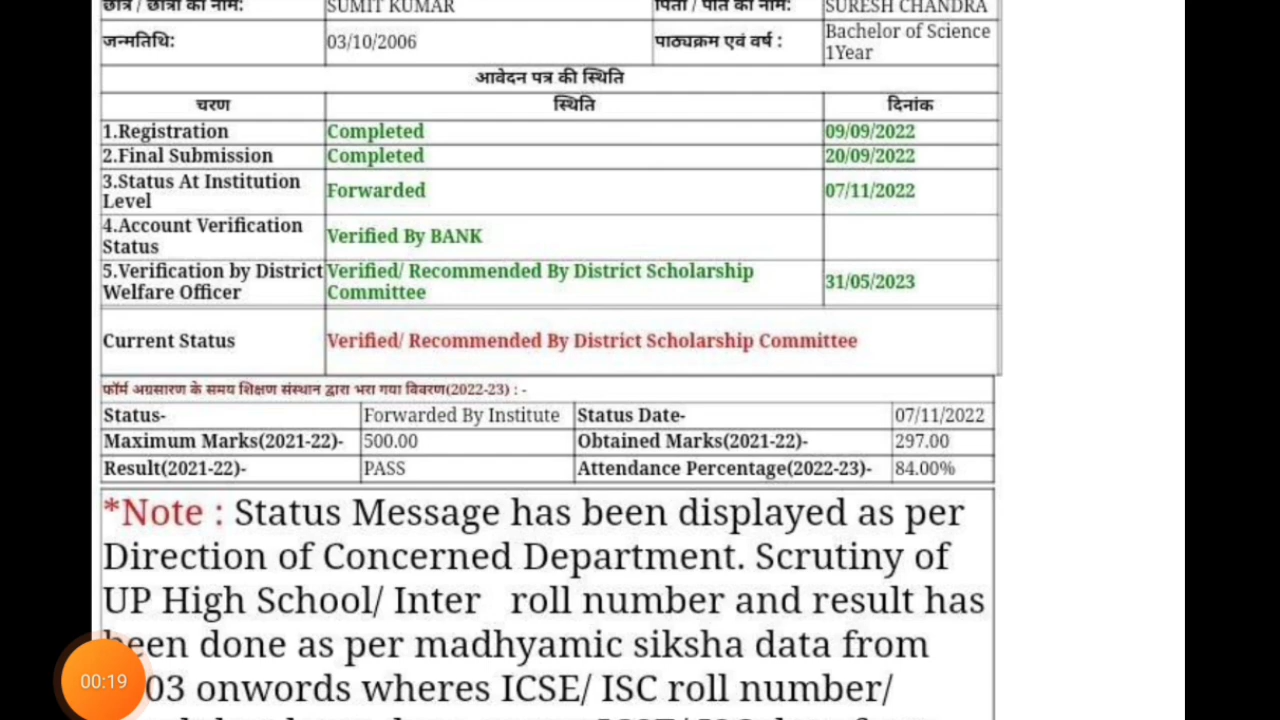 छात्र / छात्रा का नाम: SUMIT KUMAR पिता / पति का नाम: SURESH CHANDRA
जन्मतिथि: 03/10/2006 पाठ्यक्रम एवं वर्ष : Bachelor of Science
1Year
आवेदन पत्र की स्थिति
चरण स्थिति दिनांक
1.Registration Completed 09/09/2022
2.Final Submission Completed 20/09/2022
3.Status At Institution
Level Forwarded 07/11/2022
4.Account Verification
Status Verified By BANK
5.Verification by District Verified/ Recommended By District Scholarship
Welfare Officer Committee 31/05/2023
Current Status Verified/ Recommended By District Scholarship Committee
फॉर्म अग्रसारण के समय शिक्षण संस्थान द्वारा भरा गया विवरण(2022-23) : -
Status- Forwarded By Institute Status Date- 07/11/2022
Maximum Marks(2021-22)- 500.00 Obtained Marks(2021-22)- 297.00
Result(2021-22)- PASS Attendance Percentage(2022-23)- 84.00%
*Note : Status Message has been displayed as per
Direction of Concerned Department. Scrutiny of
UP High School/ Inter roll number and result has
been done as per madhyamic siksha data from
03 onwords wheres ICSE/ ISC roll number/
00:19